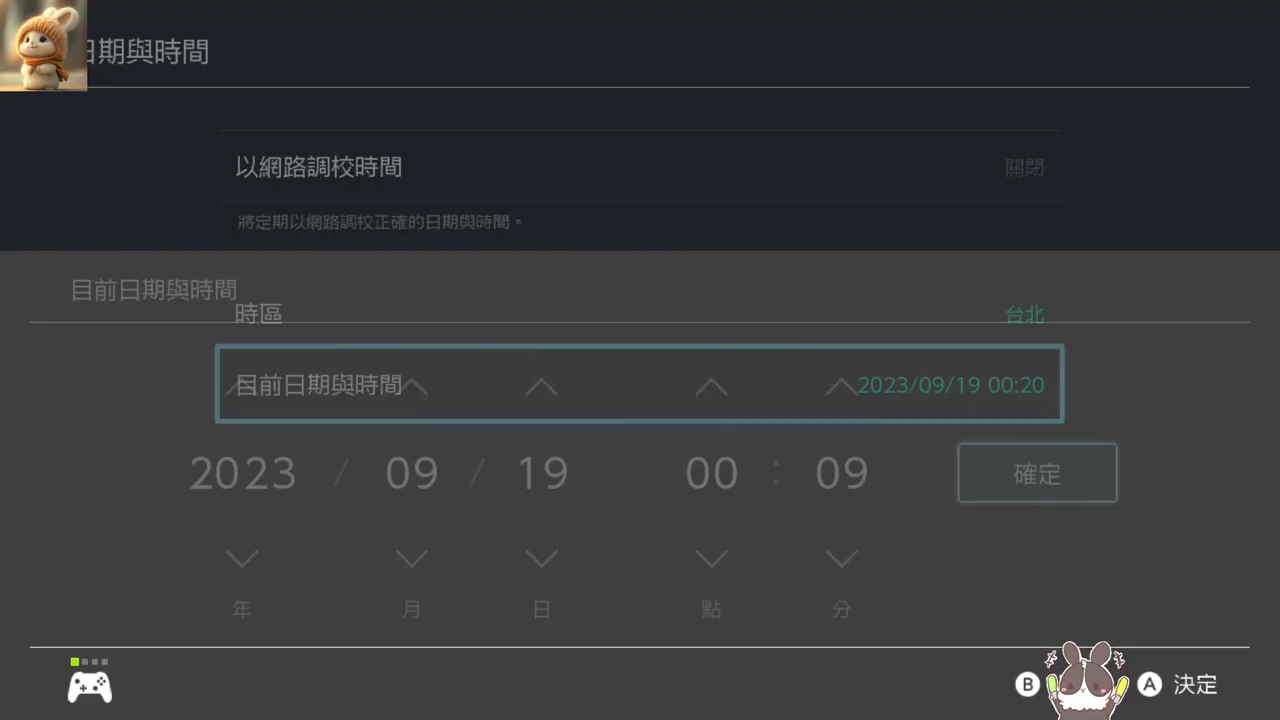 日期與時間
以網路調校時間 關閉
將定期以網路調校正確的日期與時間。
目前日期與時間
時區 台北
目前日期與時間 2023/09/19 00:20
2023 / 09 / 19 00 : 09 確定
年 月 日 點 分
B A 決定